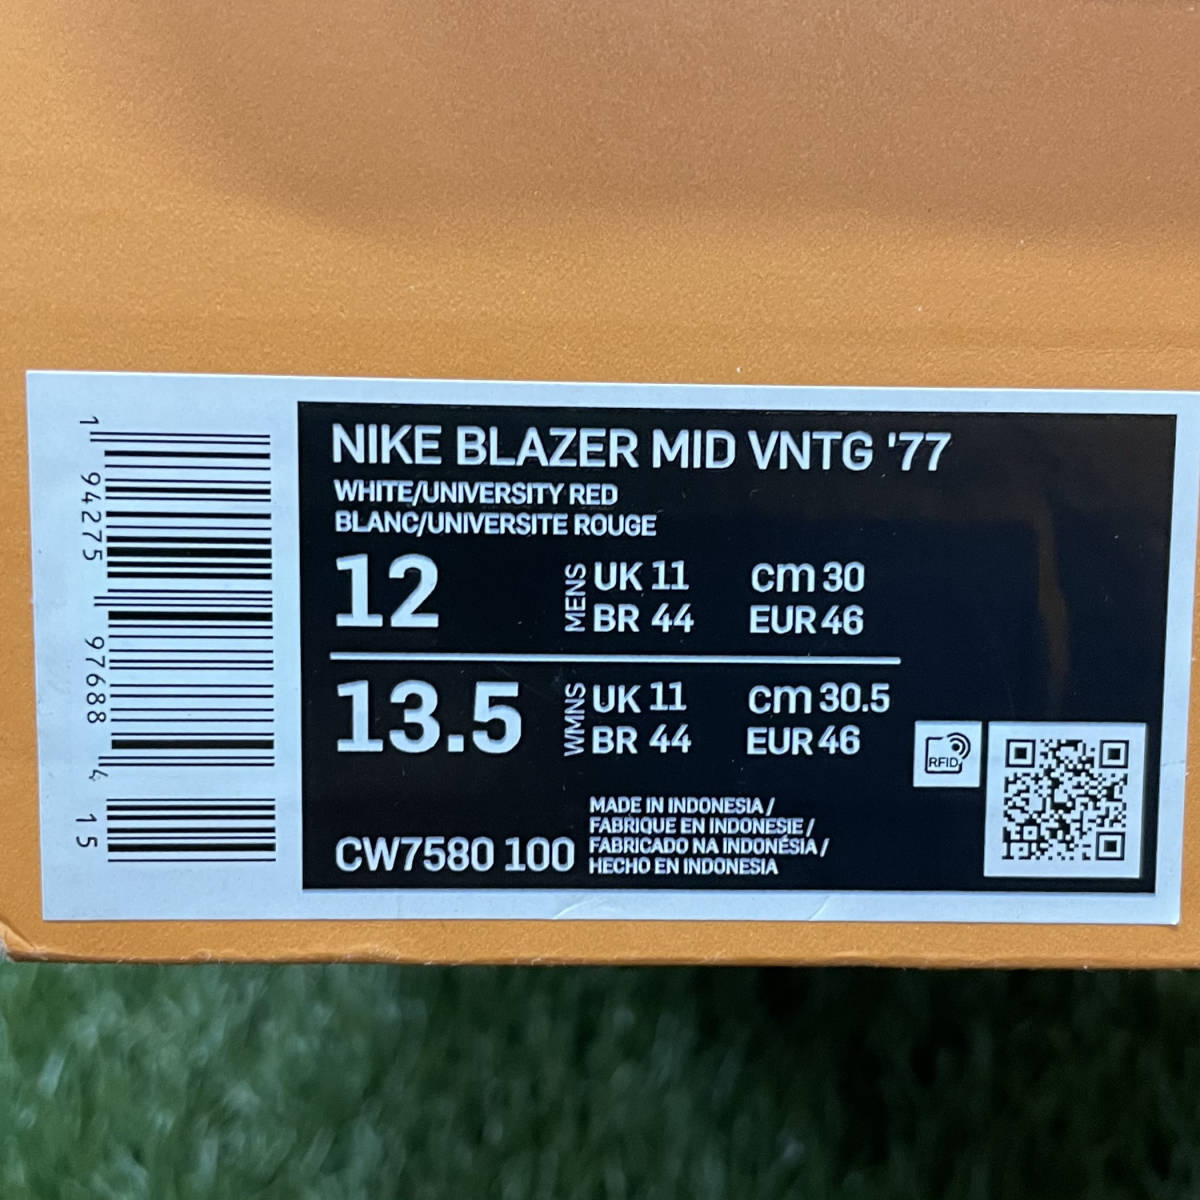 NIKE BLAZER MID VNTG '77
WHITE/UNIVERSITY RED
BLANC/UNIVERSITE ROUGE
12
MENS
UK 11 cm 30
BR 44 EUR 46
13.5
WMNS
UK 11 cm 30.5
BR 44 EUR 46
RFID
CW7580 100
MADE IN INDONESIA /
FABRIQUE EN INDONESIE /
FABRICADO NA INDONÉSIA /
HECHO EN INDONESIA
1 94275 97688 4 15